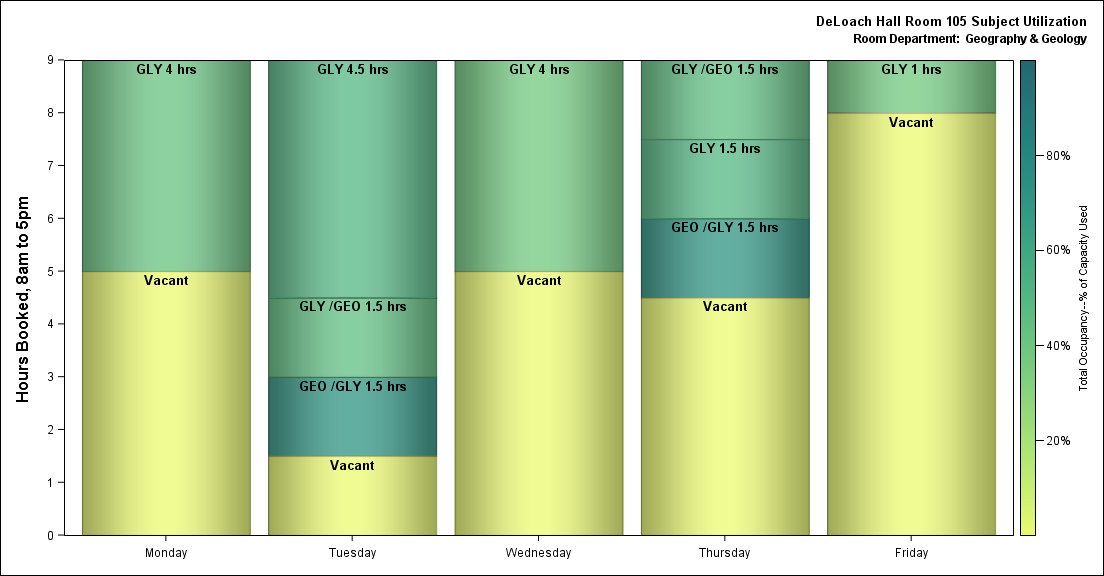 DeLoach Hall Room 105 Subject Utilization
Room Department: Geography & Geology
Hours Booked, 8am to 5pm
9
8
7
6
5
4
3
2
1
0
GLY 4 hrs
Vacant
GLY 4.5 hrs
GLY /GEO 1.5 hrs
GEO /GLY 1.5 hrs
Vacant
GLY 4 hrs
Vacant
GLY /GEO 1.5 hrs
GLY 1.5 hrs
GEO /GLY 1.5 hrs
Vacant
GLY 1 hrs
Vacant
Monday
Tuesday
Wednesday
Thursday
Friday
80%
60%
40%
20%
Total Occupancy--% of Capacity Used